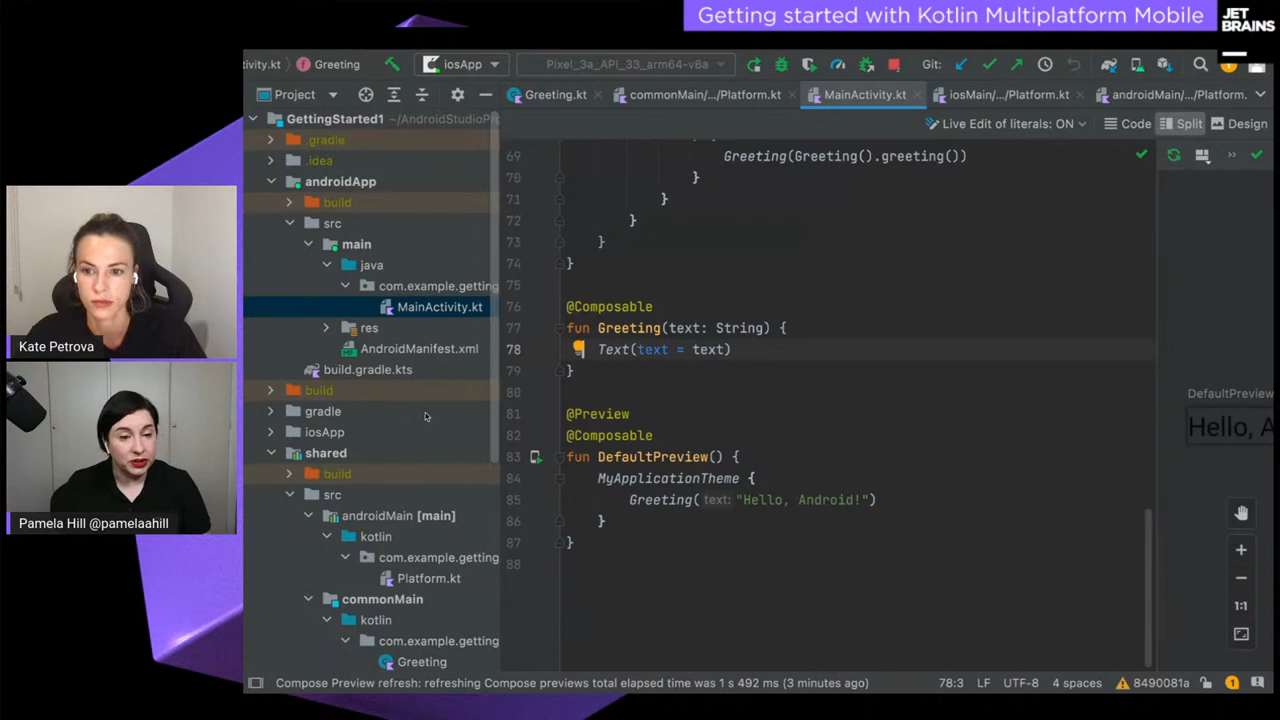 Getting started with Kotlin Multiplatform Mobile
JET
BRAINS
ivity.kt
Greeting
iosApp
Pixel_3a_API_33_arm64-v8a
Git:
Project
Greeting.kt
commonMain/.../Platform.kt
MainActivity.kt
iosMain/.../Platform.kt
androidMain/.../Platform.
Live Edit of literals: ON
Code
Split
Design
GettingStarted1 ~/AndroidStudioPr
.gradle
.idea
androidApp
build
src
main
java
com.example.getting
MainActivity.kt
res
AndroidManifest.xml
build.gradle.kts
build
gradle
iosApp
shared
build
src
androidMain [main]
kotlin
com.example.getting
Platform.kt
commonMain
kotlin
com.example.getting
Greeting
69 Greeting(Greeting().greeting())
70 }
71 }
72 }
73 }
74 }
75
76 @Composable
77 fun Greeting(text: String) {
78 Text(text = text)
79 }
80
81 @Preview
82 @Composable
83 fun DefaultPreview() {
84 MyApplicationTheme {
85 Greeting( text: "Hello, Android!")
86 }
87 }
88
DefaultPreview
Hello, A
1:1
Kate Petrova
Pamela Hill @pamelaahill
Compose Preview refresh: refreshing Compose previews total elapsed time was 1 s 492 ms (3 minutes ago)
78:3
LF
UTF-8
4 spaces
8490081a
1